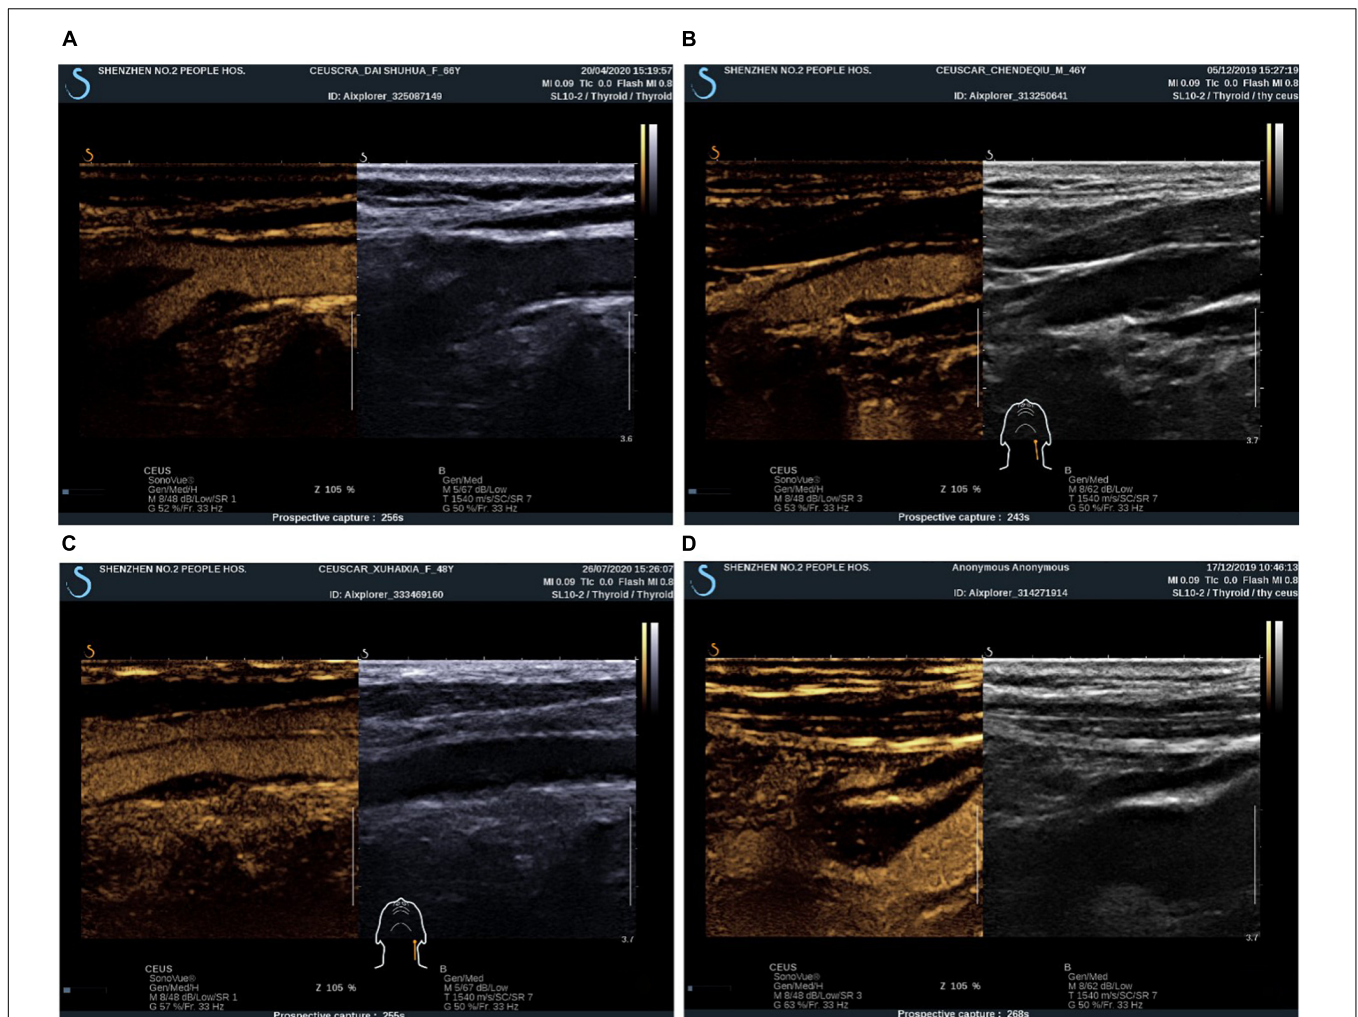 A
SHENZHEN NO.2 PEOPLE HOS.
CEUSCRA_DAI SHUHUA_F_66Y
20/04/2020 15:19:57
MI 0.09 TIc 0.0 Flash MI 0.8
ID: Aixplorer_325087149
SL10-2 / Thyroid / Thyroid
3.6
CEUS
SonoVue®
Gen/Med/H
M 8/48 dB/Low/SR 1
G 52 %/Fr. 33 Hz
Z 105 %
B
Gen/Med
M 5/67 dB/Low
T 1540 m/s/SC/SR 7
G 50 %/Fr. 33 Hz
Prospective capture : 256s
B
SHENZHEN NO.2 PEOPLE HOS.
CEUSCAR_CHENDEQIU_M_46Y
05/12/2019 15:27:19
MI 0.09 TIc 0.0 Flash MI 0.8
ID: Aixplorer_313250641
SL10-2 / Thyroid / thy ceus
3.7
CEUS
SonoVue®
Gen/Med/H
M 8/48 dB/Low/SR 3
G 53 %/Fr. 33 Hz
Z 105 %
B
Gen/Med
M 8/62 dB/Low
T 1540 m/s/SC/SR 7
G 50 %/Fr. 33 Hz
Prospective capture : 243s
C
SHENZHEN NO.2 PEOPLE HOS.
CEUSCAR_XUHAIXIA_F_48Y
26/07/2020 15:26:07
MI 0.09 TIc 0.0 Flash MI 0.8
ID: Aixplorer_333469160
SL10-2 / Thyroid / Thyroid
3.7
CEUS
SonoVue®
Gen/Med/H
M 8/48 dB/Low/SR 1
G 57 %/Fr. 33 Hz
Z 105 %
B
Gen/Med
M 5/67 dB/Low
T 1540 m/s/SC/SR 7
G 50 %/Fr. 33 Hz
Prospective capture : 255s
D
SHENZHEN NO.2 PEOPLE HOS.
Anonymous Anonymous
17/12/2019 10:46:13
MI 0.09 TIc 0.0 Flash MI 0.8
ID: Aixplorer_314271914
SL10-2 / Thyroid / thy ceus
3.7
CEUS
SonoVue®
Gen/Med/H
M 8/48 dB/Low/SR 3
G 63 %/Fr. 33 Hz
Z 105 %
B
Gen/Med
M 8/62 dB/Low
T 1540 m/s/SC/SR 7
G 50 %/Fr. 33 Hz
Prospective capture : 268s